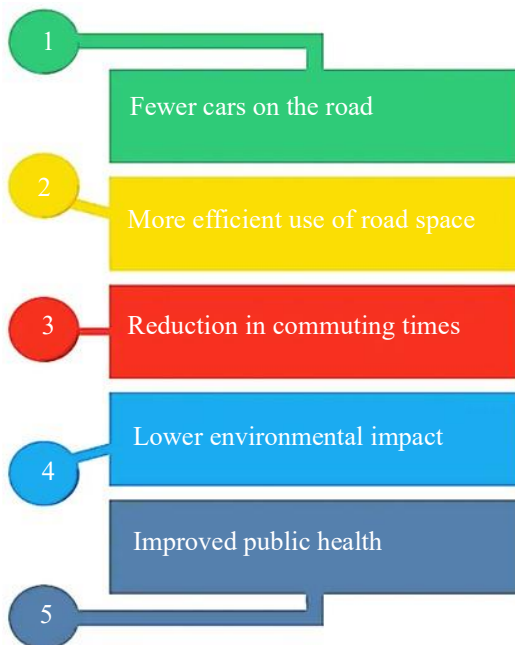 1
Fewer cars on the road
2
More efficient use of road space
3
Reduction in commuting times
4
Lower environmental impact
5
Improved public health